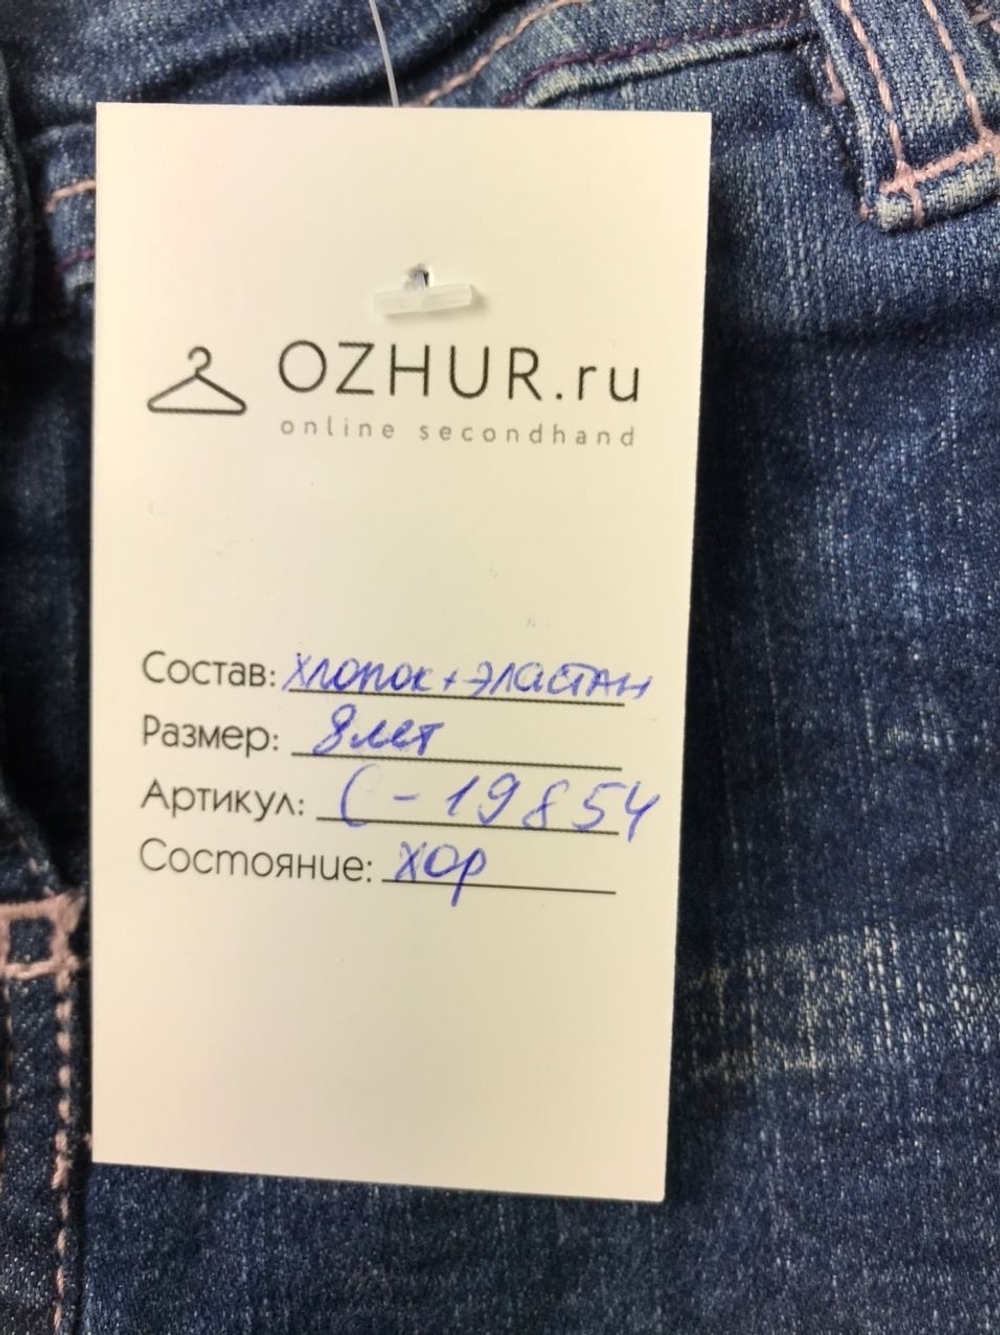 OZHUR.ru
online secondhand
Состав: хлопок + эластан
Размер: 8 лет
Артикул: С - 19854
Состояние: хор